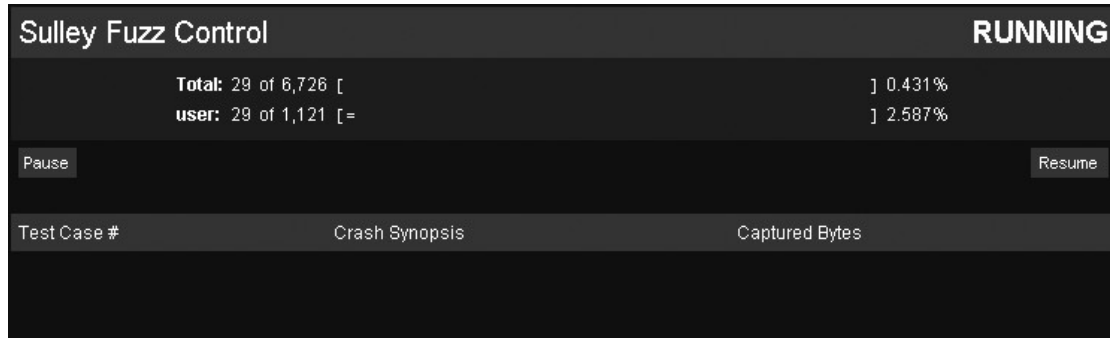 Sulley Fuzz Control RUNNING
Total: 29 of 6,726 [ ] 0.431%
user: 29 of 1,121 [= ] 2.587%
Pause Resume
Test Case # Crash Synopsis Captured Bytes